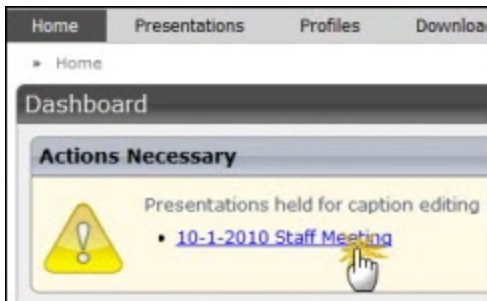 Home Presentations Profiles Downloa
Home
Dashboard
Actions Necessary
Presentations held for caption editing
10-1-2010 Staff Meeting